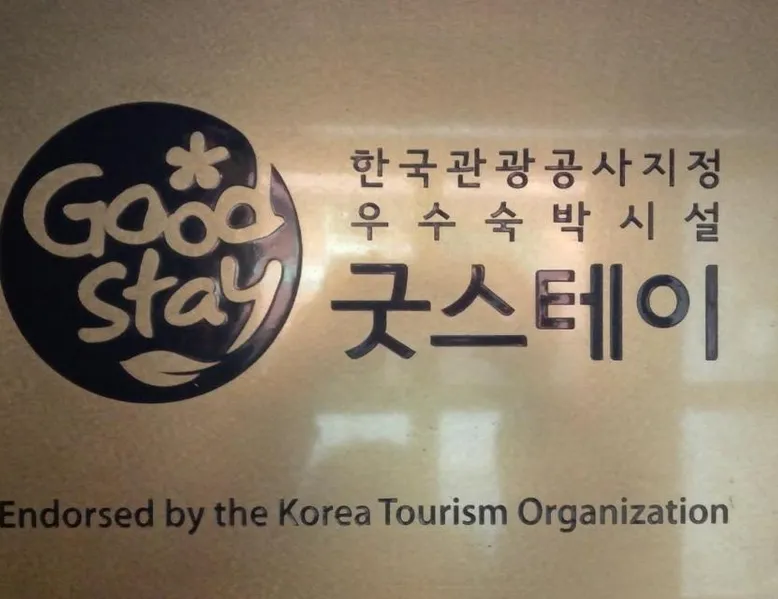 Good
Stay
한국관광공사지정
우수숙박시설
굿스테이
Endorsed by the Korea Tourism Organization